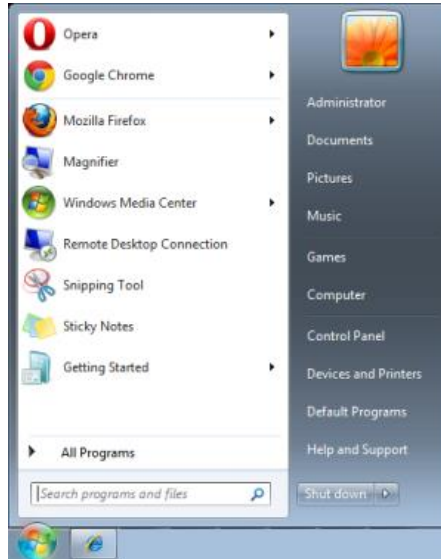 Opera
Google Chrome
Mozilla Firefox
Magnifier
Windows Media Center
Remote Desktop Connection
Snipping Tool
Sticky Notes
Getting Started
All Programs
Search programs and files
Administrator
Documents
Pictures
Music
Games
Computer
Control Panel
Devices and Printers
Default Programs
Help and Support
Shut down